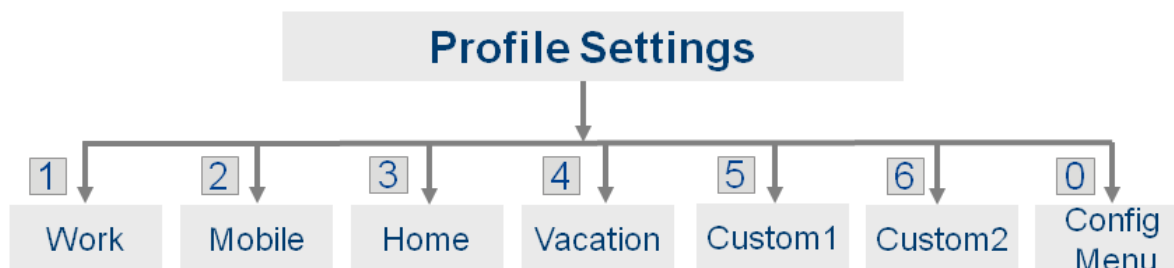 Profile Settings
1 2 3 4 5 6 0
Work Mobile Home Vacation Custom1 Custom2 Config
Menu